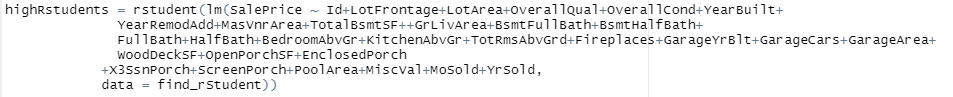 highRstudents = rstudent(lm(SalePrice ~ Id+LotFrontage+LotArea+OverallQual+OverallCond+YearBuilt+
YearRemodAdd+MasVnrArea+TotalBsmtSF++GrLivArea+BsmtFullBath+BsmtHalfBath+
FullBath+HalfBath+BedroomAbvGr+KitchenAbvGr+TotRmsAbvGrd+Fireplaces+GarageYrBlt+GarageCars+GarageArea+
WoodDeckSF+OpenPorchSF+EnclosedPorch
+X3SsnPorch+ScreenPorch+PoolArea+MiscVal+MoSold+YrSold,
data = find_rStudent))